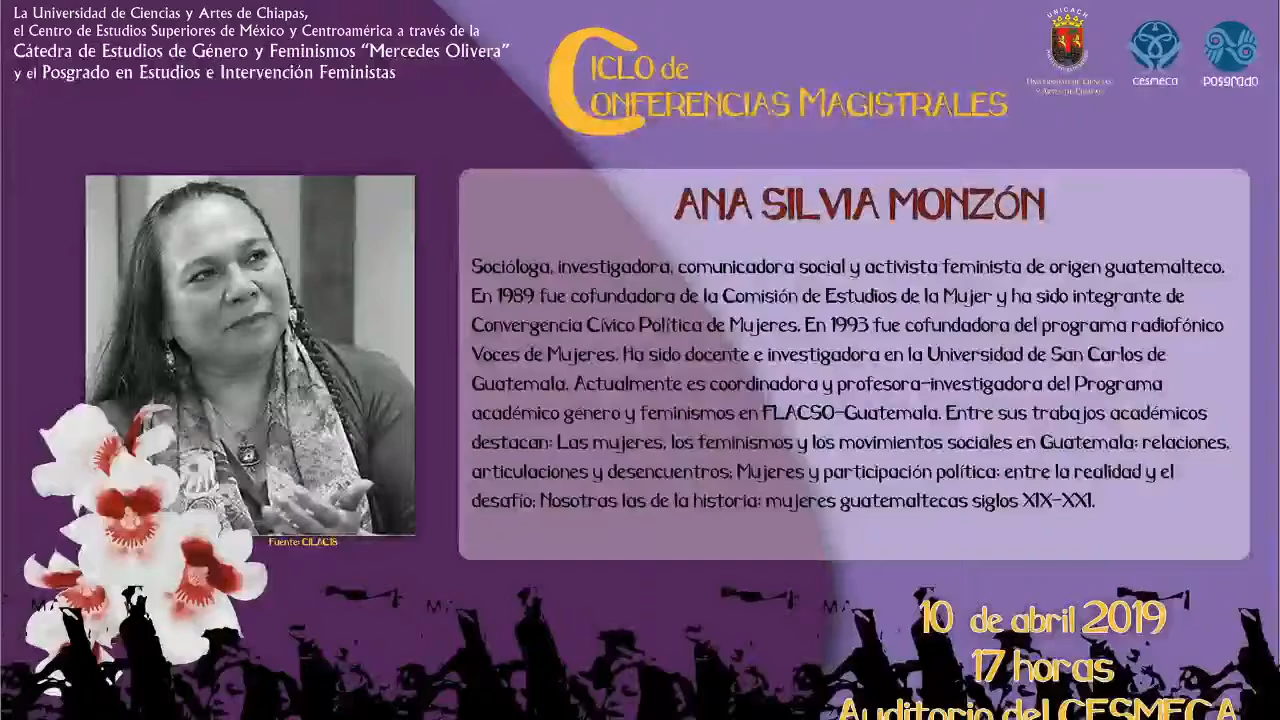 La Universidad de Ciencias y Artes de Chiapas,
el Centro de Estudios Superiores de México y Centroamérica a través de la
Cátedra de Estudios de Género y Feminismos “Mercedes Olivera”
y el Posgrado en Estudios e Intervención Feministas
CICLO de
CONFERENCIAS MAGISTRALES
UNICACH
UNIVERSIDAD DE CIENCIAS
Y ARTES DE CHIAPAS
cesmeca
posgrado
ANA SILVIA MONZÓN
Socióloga, investigadora, comunicadora social y activista feminista de origen guatemalteco.
En 1989 fue cofundadora de la Comisión de Estudios de la Mujer y ha sido integrante de
Convergencia Cívico Política de Mujeres. En 1993 fue cofundadora del programa radiofónico
Voces de Mujeres. Ha sido docente e investigadora en la Universidad de San Carlos de
Guatemala. Actualmente es coordinadora y profesora-investigadora del Programa
académico género y feminismos en FLACSO-Guatemala. Entre sus trabajos académicos
destacan: Las mujeres, los feminismos y los movimientos sociales en Guatemala: relaciones,
articulaciones y desencuentros; Mujeres y participación política: entre la realidad y el
desafío; Nosotras las de la historia: mujeres guatemaltecas siglos XIX-XXI.
Fuente: CILAC18
10 de abril 2019
17 horas
Auditorio del CESMECA